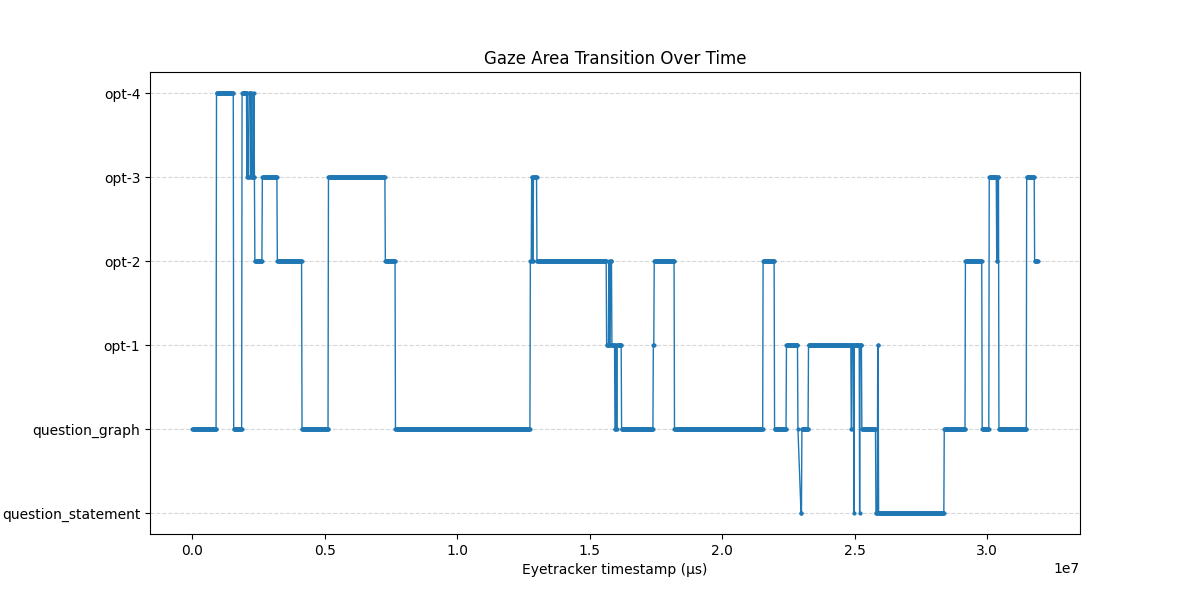 Gaze Area Transition Over Time
opt-4
opt-3
opt-2
opt-1
question_graph
question_statement
0.0 0.5 1.0 1.5 2.0 2.5 3.0
1e7
Eyetracker timestamp (µs)